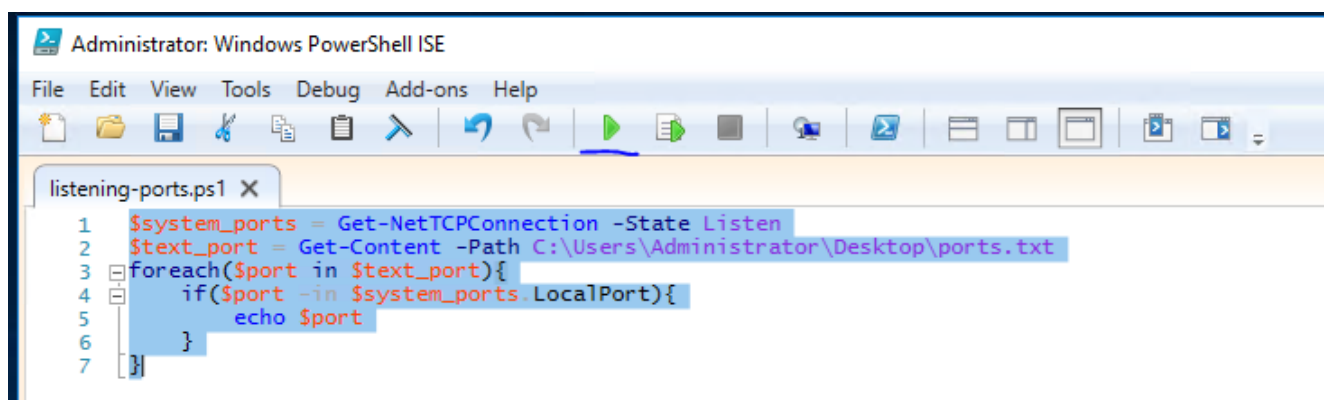 Administrator: Windows PowerShell ISE
File Edit View Tools Debug Add-ons Help
listening-ports.ps1
1 $system_ports = Get-NetTCPConnection -State Listen
2 $text_port = Get-Content -Path C:\Users\Administrator\Desktop\ports.txt
3 foreach($port in $text_port){
4     if($port -in $system_ports.LocalPort){
5         echo $port
6     }
7 }